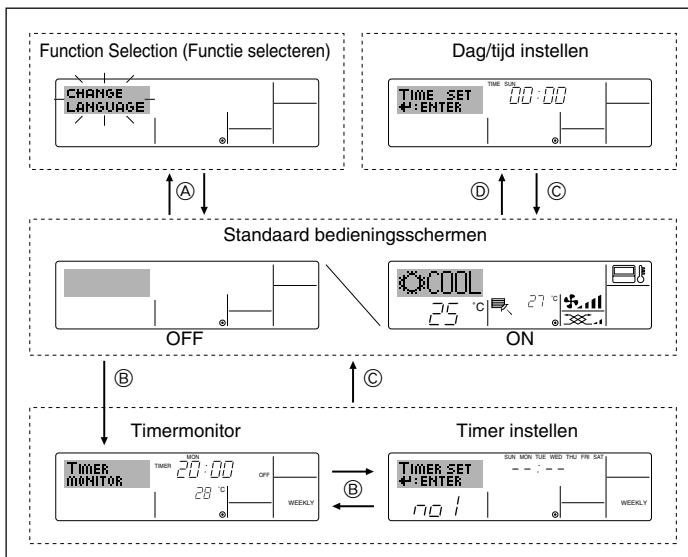 Function Selection (Functie selecteren)
CHANGE
LANGUAGE
Dag/tijd instellen
TIME SUN
TIME SET 00:00
:ENTER
Ⓐ
Ⓓ
Ⓒ
Standaard bedieningsschermen
COOL
25 °C
27 °C
OFF
ON
Ⓑ
Ⓒ
Timermonitor
MON
TIMER
MONITOR
TIMER 20:00 OFF
28 °C
WEEKLY
Ⓑ
Timer instellen
SUN MON TUE WED THU FRI SAT
TIMER SET --:--
:ENTER
no 1
WEEKLY